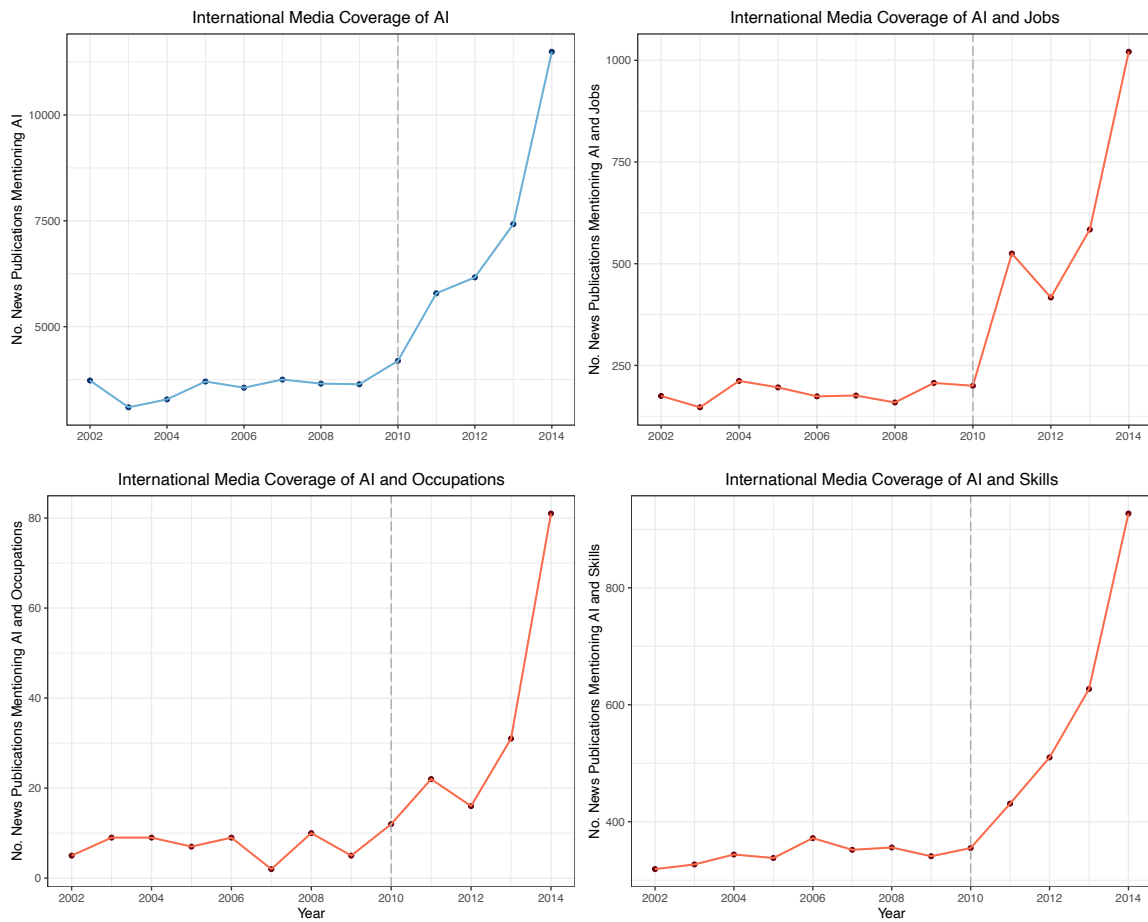 International Media Coverage of AI
No. News Publications Mentioning AI
10000
7500
5000
2002 2004 2006 2008 2010 2012 2014
International Media Coverage of AI and Jobs
No. News Publications Mentioning AI and Jobs
1000
750
500
250
2002 2004 2006 2008 2010 2012 2014
International Media Coverage of AI and Occupations
No. News Publications Mentioning AI and Occupations
80
60
40
20
0
2002 2004 2006 2008 2010 2012 2014
Year
International Media Coverage of AI and Skills
No. News Publications Mentioning AI and Skills
800
600
400
2002 2004 2006 2008 2010 2012 2014
Year